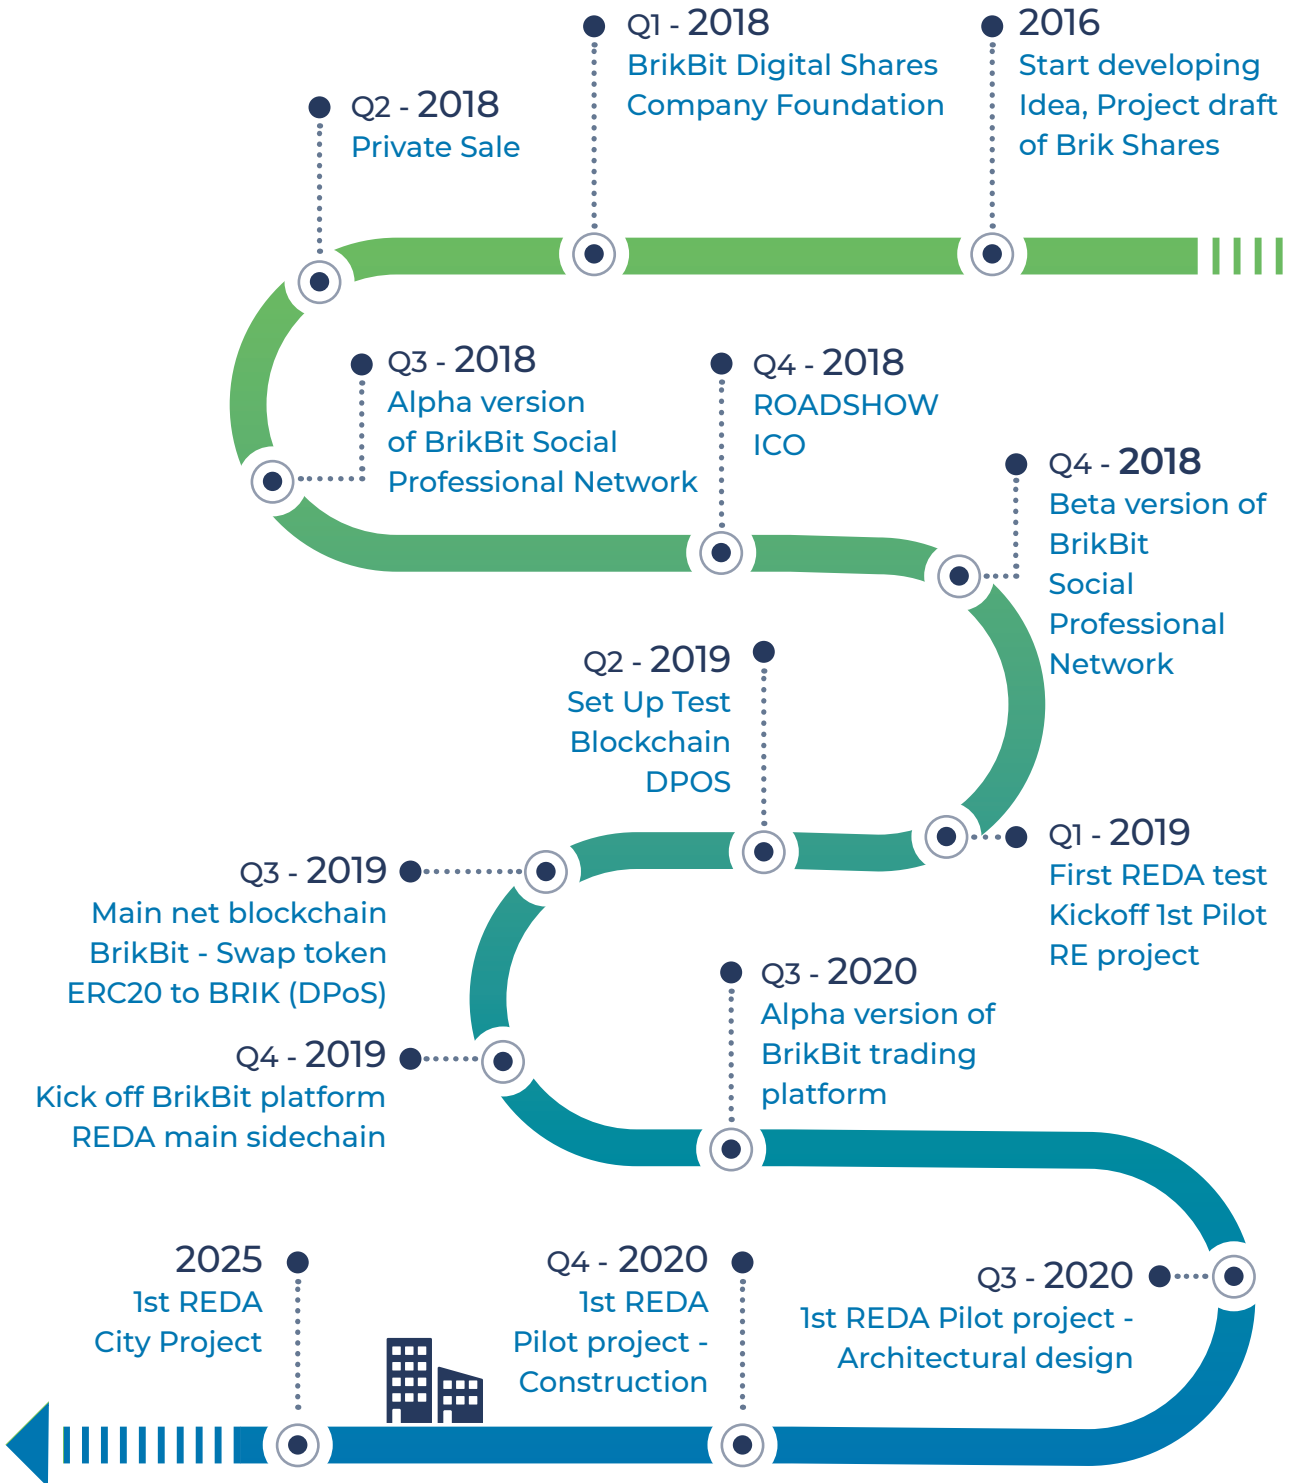 2016
Start developing
Idea, Project draft
of Brik Shares
Q1 - 2018
BrikBit Digital Shares
Company Foundation
Q2 - 2018
Private Sale
Q3 - 2018
Alpha version
of BrikBit Social
Professional Network
Q4 - 2018
ROADSHOW
ICO
Q4 - 2018
Beta version of
BrikBit
Social
Professional
Network
Q1 - 2019
First REDA test
Kickoff 1st Pilot
RE project
Q2 - 2019
Set Up Test
Blockchain
DPOS
Q3 - 2019
Main net blockchain
BrikBit - Swap token
ERC20 to BRIK (DPoS)
Q4 - 2019
Kick off BrikBit platform
REDA main sidechain
Q3 - 2020
Alpha version of
BrikBit trading
platform
Q3 - 2020
1st REDA Pilot project -
Architectural design
Q4 - 2020
1st REDA
Pilot project -
Construction
2025
1st REDA
City Project